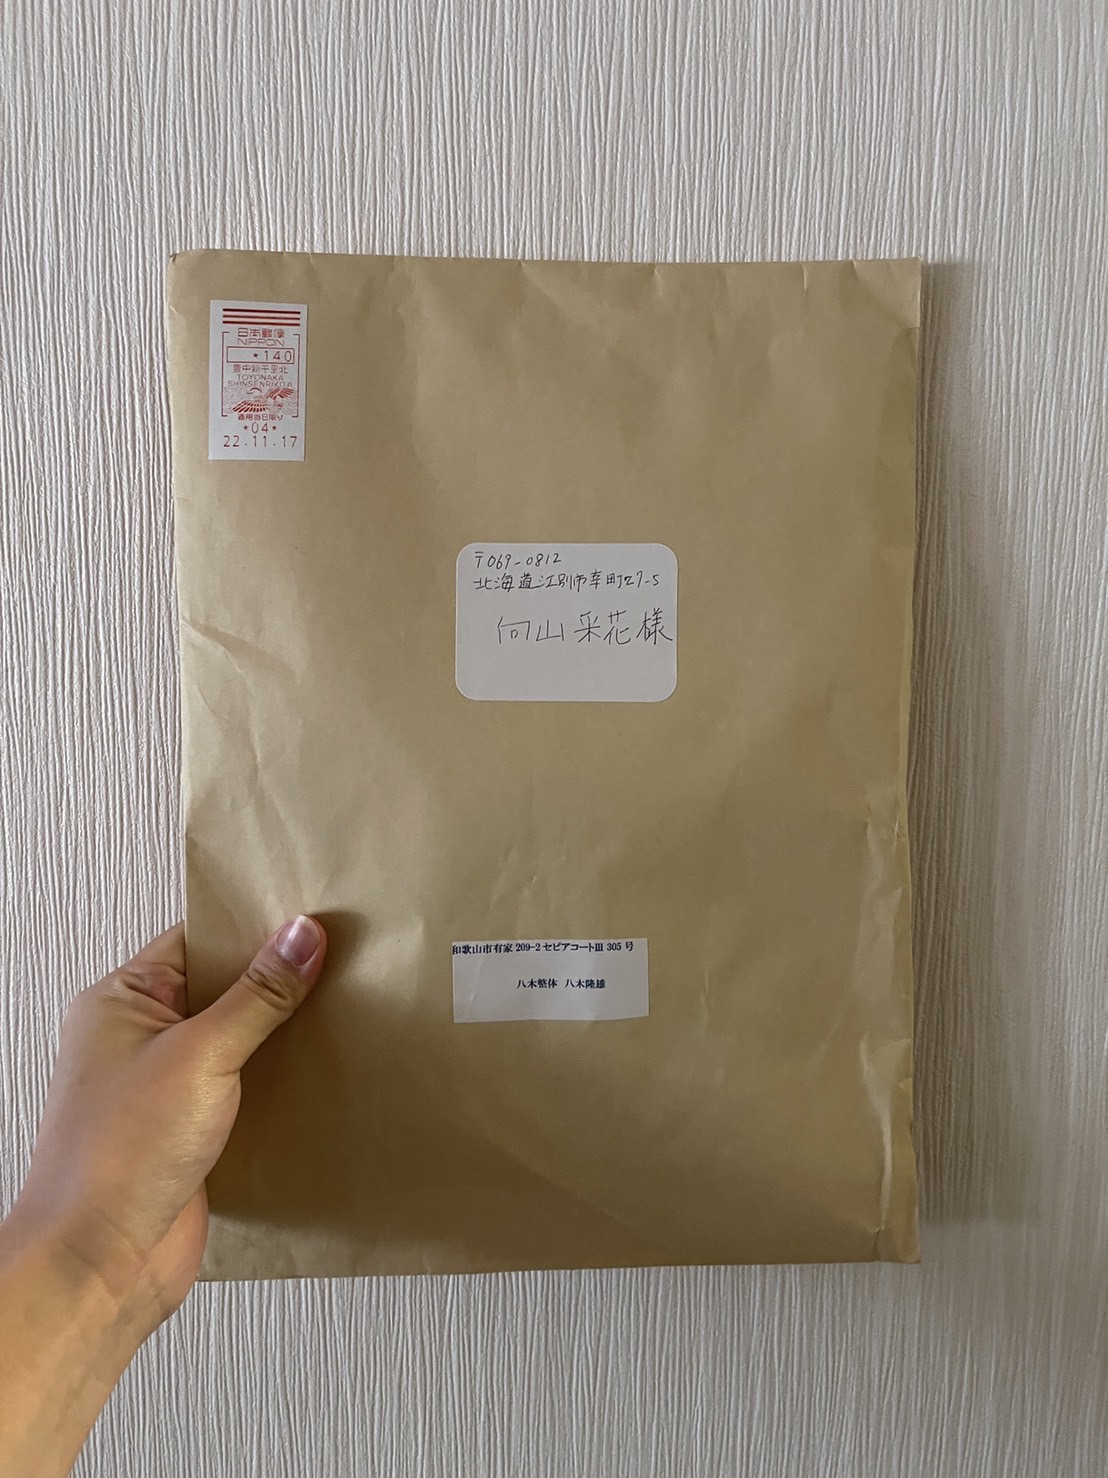 日本郵便
NIPPON
*140
豊中新千里北
TOYONAKA
SHINSENRIKITA
適用当日限り
*04*
22.11.17
〒069-0812
北海道江別市幸町27-5
向山 采花様
和歌山市有家 209-2 セピアコートⅢ 305 号
八木整体 八木隆雄